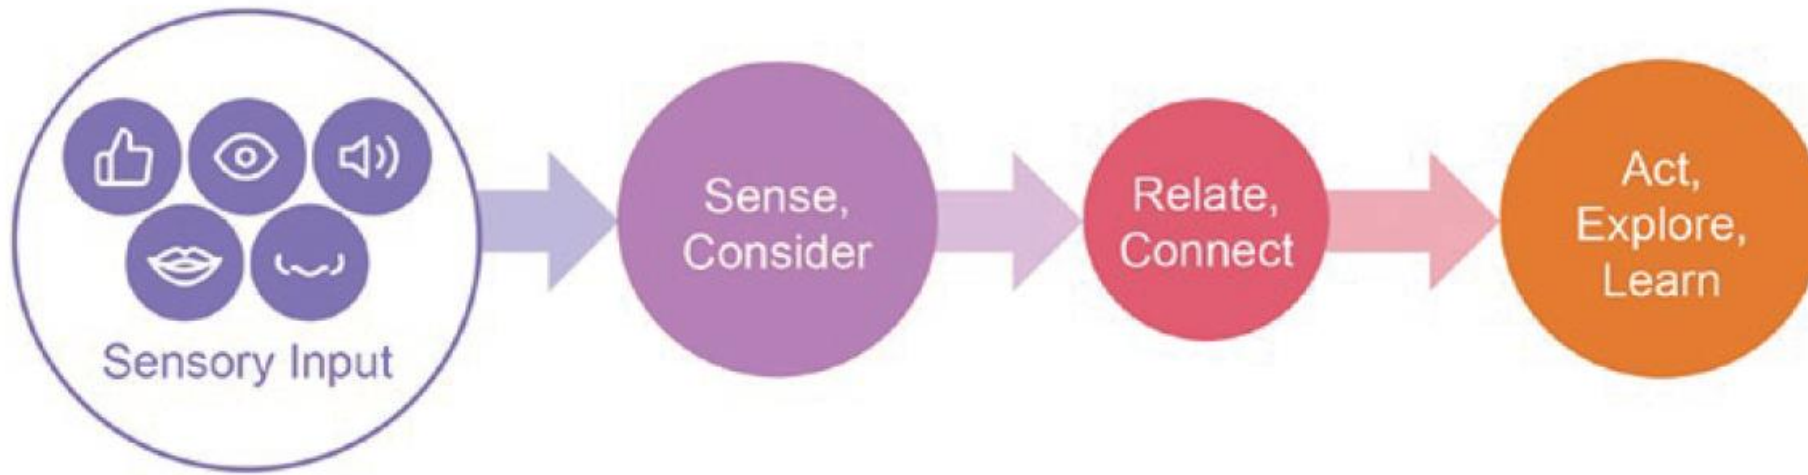 Sensory Input
Sense,
Consider
Relate,
Connect
Act,
Explore,
Learn